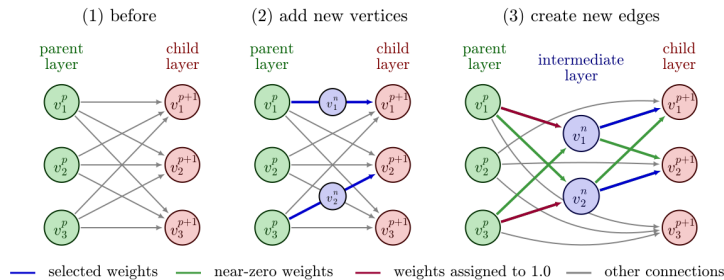 (1) before
(2) add new vertices
(3) create new edges
parent
layer
child
layer
parent
layer
child
layer
parent
layer
intermediate
layer
child
layer
v_1^p
v_1^{p+1}
v_2^p
v_2^{p+1}
v_3^p
v_3^{p+1}
v_1^p
v_1^n
v_1^{p+1}
v_2^p
v_2^{p+1}
v_2^n
v_3^p
v_3^{p+1}
v_1^p
v_1^n
v_1^{p+1}
v_2^p
v_2^n
v_2^{p+1}
v_3^p
v_3^{p+1}
selected weights
near-zero weights
weights assigned to 1.0
other connections